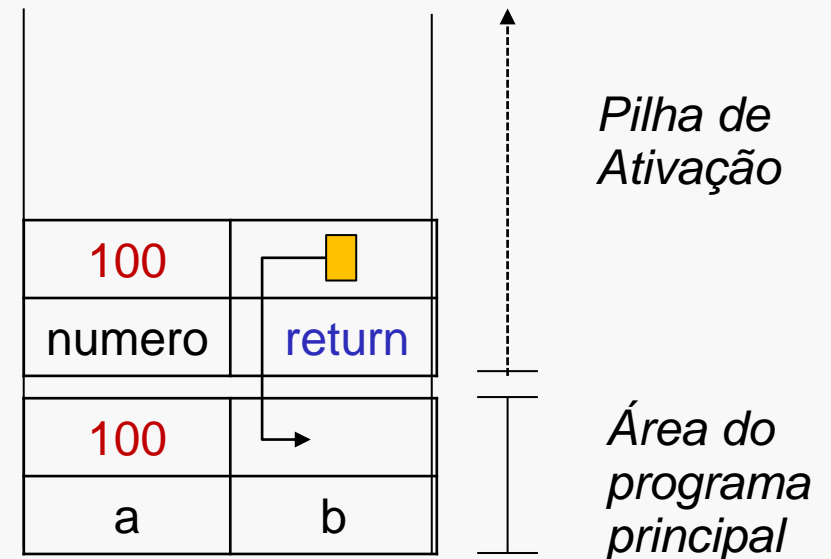 Pilha de
Ativação
100
numero return
100
a b
Área do
programa
principal